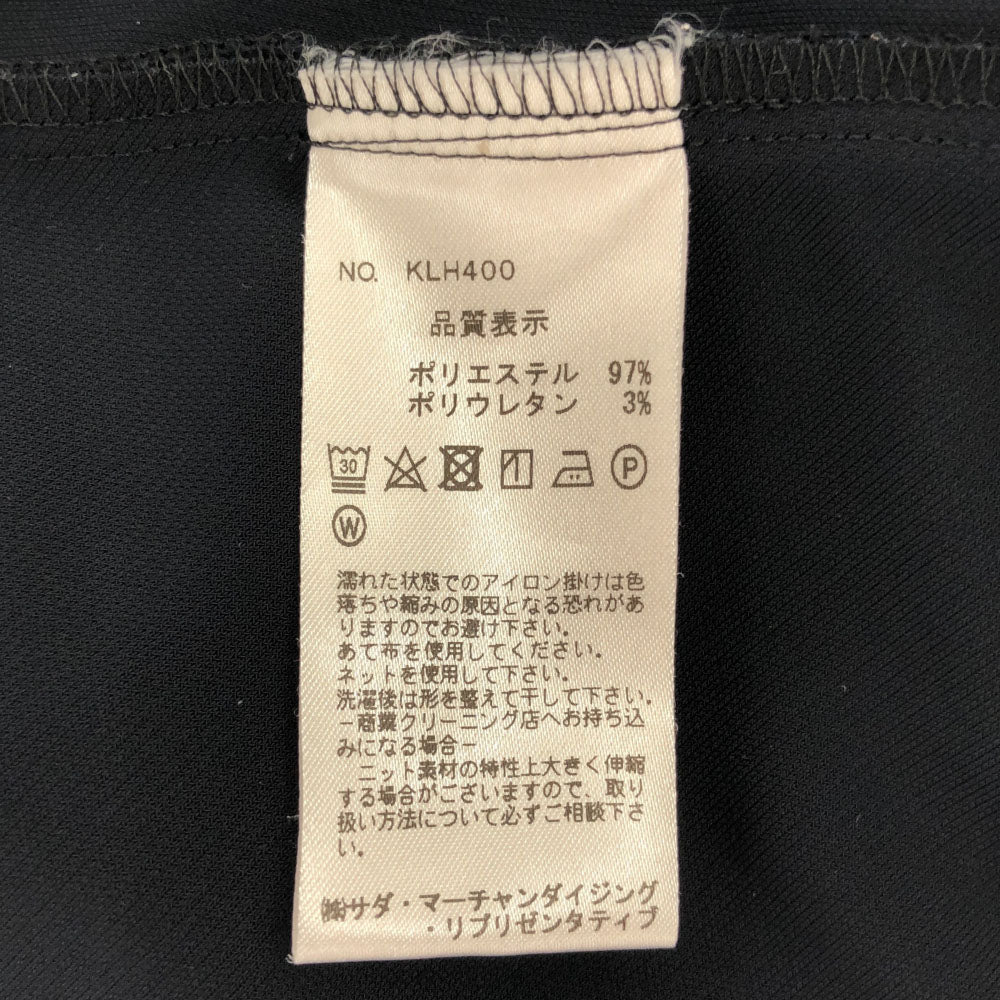 NO. KLH400
品質表示
ポリエステル 97%
ポリウレタン 3%
30 P
W
濡れた状態でのアイロン掛けは色
落ちや縮みの原因となる恐れがあ
りますのでお避け下さい。
あて布を使用してください。
ネットを使用して下さい。
洗濯後は形を整えて干して下さい。
－商業クリーニング店へお持ち込
みになる場合－
ニット素材の特性上大きく伸縮
する場合がございますので、取り
扱い方法について必ずご相談下さ
い。
㈱サダ・マーチャンダイジング
・リプリゼンタティブ